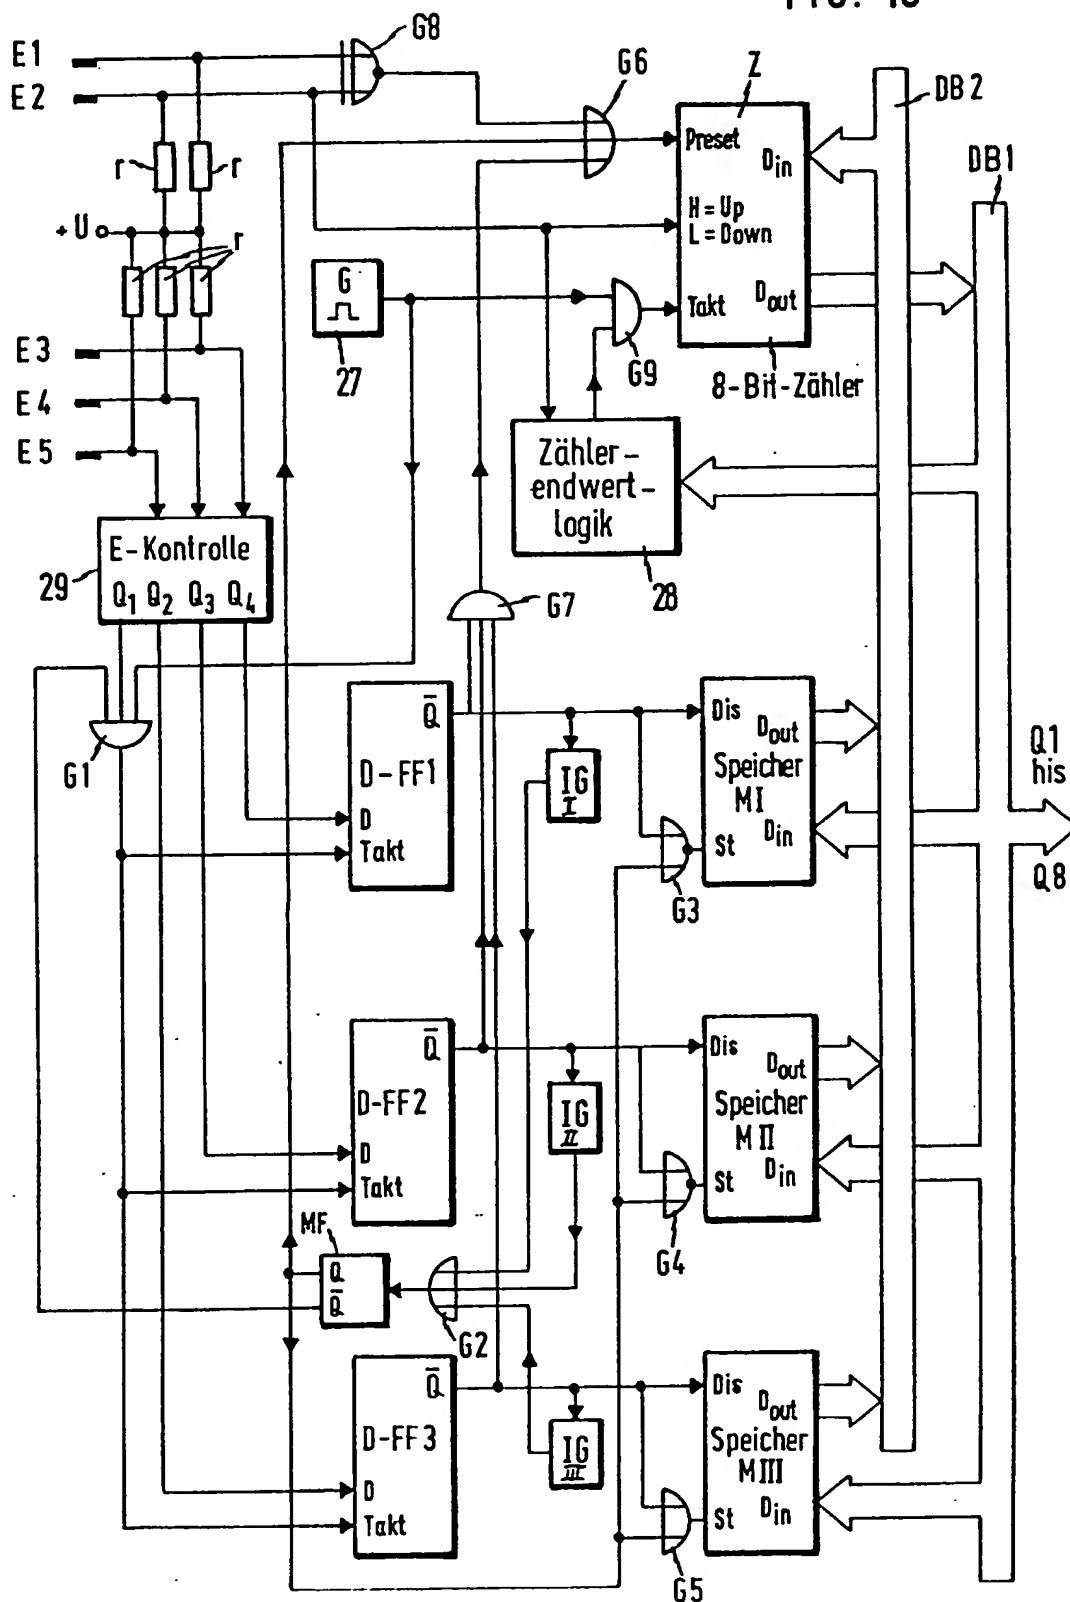 G8
E1
E2
G6
Z
DB2
DB1
Preset
Din
r
r
+U
H = Up
L = Down
r
G
Takt
Dout
E3
27
G9
8-Bit-Zähler
E4
E5
Zähler-
endwert-
logik
E-Kontrolle
29
Q1 Q2 Q3 Q4
28
G7
G1
Q̅
D-FF1
D
Takt
IG
I
Dis
Dout
Speicher
MI
Din
St
G3
Q1
his
Q8
Q̅
D-FF2
D
Takt
IG
II
Dis
Dout
Speicher
MII
Din
St
G4
MF
Q
Q̅
G2
Q̅
D-FF3
D
Takt
IG
III
Dis
Dout
Speicher
MIII
Din
St
G5